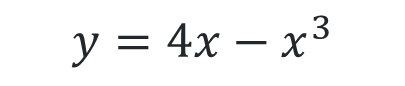 y = 4x − x³